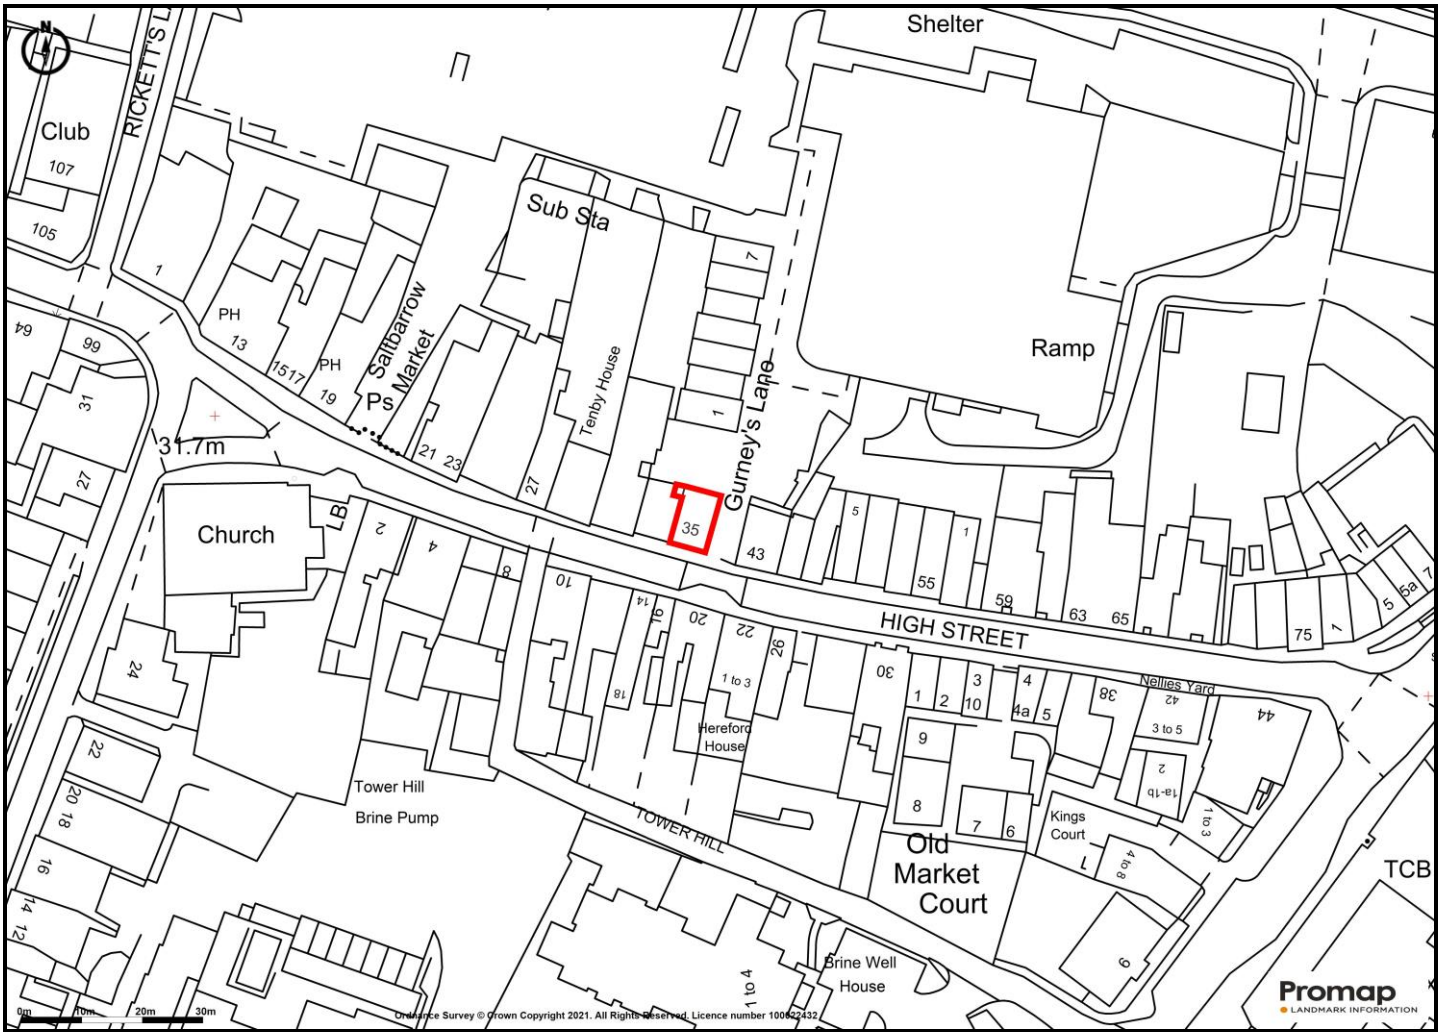 N
RICKETT'S L
Shelter
Club
107
105
Sub Sta
1
7
PH
13
1517
PH
19
Saltbarrow
Market
Ps
Tenby House
Gurney's Lane
Ramp
64
66
31
31.7m
27
21
23
27
1
35
43
5
1
55
59
63
65
75
1
5
5a
7
Church
LB
2
4
8
10
14
16
18
20
22
1 to 3
26
Hereford
House
HIGH STREET
30
1
2
3
10
4
4a
5
38
Nellies Yard
42
3 to 5
44
24
22
20
18
16
14
12
Tower Hill
Brine Pump
TOWER HILL
9
8
7
6
Old
Market
Court
Kings
Court
L
2
1a-1b
1 to 3
4 to 8
9
TCB
Brine Well
House
1 to 4
Promap
LANDMARK INFORMATION
0m 10m 20m 30m
Ordnance Survey © Crown Copyright 2021. All Rights Reserved. Licence number 100022432